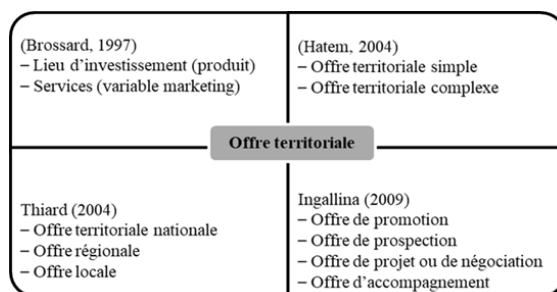 (Brossard, 1997)
– Lieu d’investissement (produit)
– Services (variable marketing)
(Hatem, 2004)
– Offre territoriale simple
– Offre territoriale complexe
Offre territoriale
Thiard (2004)
– Offre territoriale nationale
– Offre régionale
– Offre locale
Ingallina (2009)
– Offre de promotion
– Offre de prospection
– Offre de projet ou de négociation
– Offre d’accompagnement